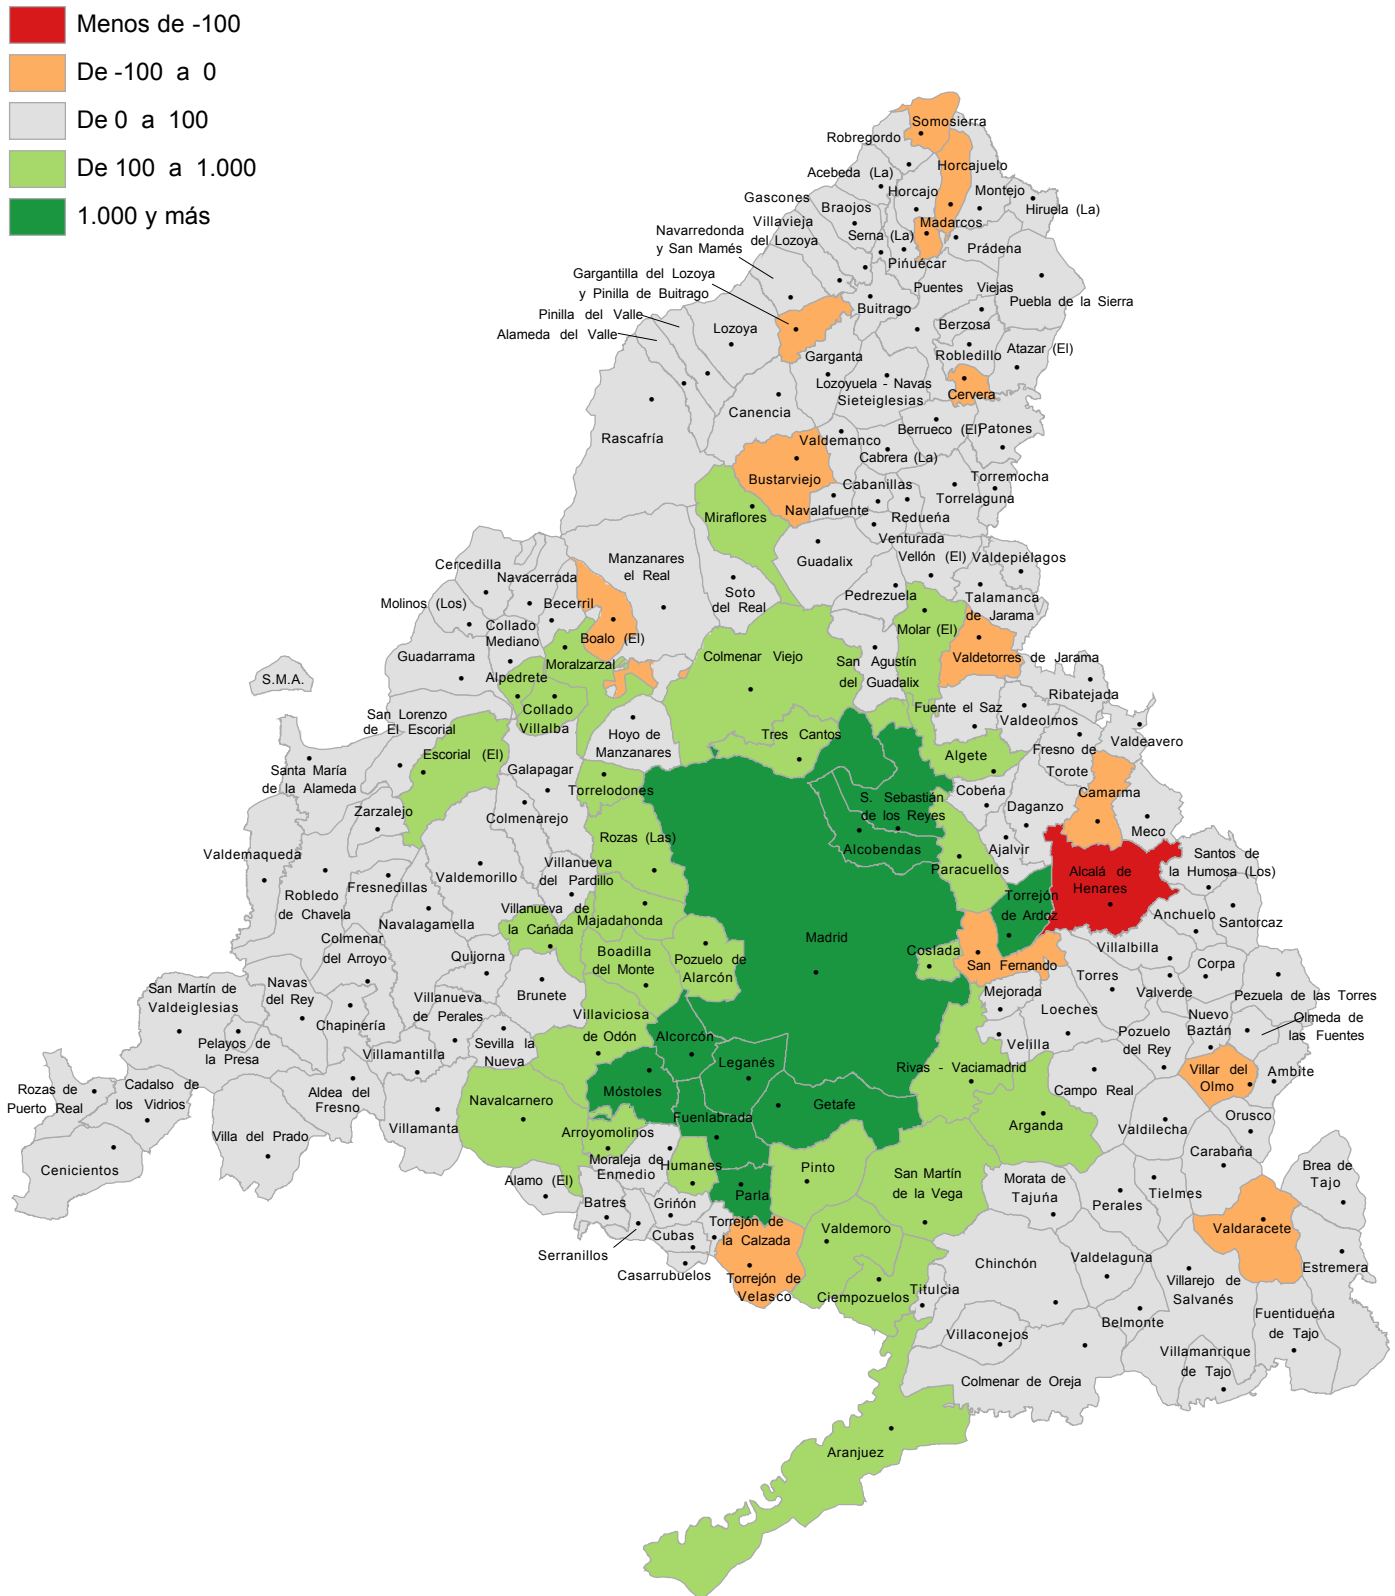 Menos de -100
De -100 a 0
De 0 a 100
De 100 a 1.000
1.000 y más
Somosierra
Robregordo
Horcajuelo
Acebeda (La)
Horcajo
Montejo
Gascones
Braojos
Hiruela (La)
Villavieja
del Lozoya
Madarcos
Serna (La)
Navarredonda
y San Mamés
Prádena
Piñuécar
Gargantilla del Lozoya
y Pinilla de Buitrago
Puentes Viejas
Puebla de la Sierra
Buitrago
Pinilla del Valle
Alameda del Valle
Lozoya
Berzosa
Robledillo
Atazar (El)
Garganta
Lozoyuela - Navas
Sieteiglesias
Cervera
Canencia
Berrueco (El)
Patones
Rascafría
Valdemanco
Cabrera (La)
Bustarviejo
Cabanillas
Torremocha
Torrelaguna
Navalafuente
Redueña
Miraflores
Venturada
Guadalix
Manzanares
el Real
Vellón (El)
Valdepiélagos
Cercedilla
Navacerrada
Soto
del Real
Pedrezuela
Talamanca
de Jarama
Molinos (Los)
Becerril
Collado
Mediano
Boalo (El)
Molar (El)
Guadarrama
Moralzarzal
Colmenar Viejo
San Agustín
del Guadalix
Valdetorres de Jarama
S.M.A.
Alpedrete
Ribatejada
Collado
Villalba
Fuente el Saz
Valdeolmos
San Lorenzo
de El Escorial
Hoyo de
Manzanares
Tres Cantos
Valdeavero
Escorial (El)
Algete
Fresno de
Torote
Santa María
de la Alameda
Galapagar
Torrelodones
Cobeña
Camarma
Zarzalejo
Colmenarejo
S. Sebastián
de los Reyes
Daganzo
Meco
Rozas (Las)
Alcobendas
Ajalvir
Valdemaqueda
Villanueva
del Pardillo
Paracuellos
Alcalá de
Henares
Santos de
la Humosa (Los)
Robledo
de Chavela
Fresnedillas
Valdemorillo
Torrejón
de Ardoz
Navalagamella
Villanueva de
la Cañada
Majadahonda
Anchuelo
Santorcaz
Colmenar
del Arroyo
Madrid
Villalbilla
Quijorna
Boadilla
del Monte
Pozuelo de
Alarcón
Coslada
San Fernando
Corpa
San Martín de
Valdeiglesias
Navas
del Rey
Brunete
Mejorada
Torres
Valverde
Pezuela de las Torres
Villanueva
de Perales
Villaviciosa
de Odón
Loeches
Nuevo
Baztán
Olmeda de
las Fuentes
Chapinería
Pelayos de
la Presa
Sevilla la
Nueva
Alcorcón
Velilla
Pozuelo
del Rey
Villamantilla
Leganés
Rivas - Vaciamadrid
Villar del
Olmo
Ambite
Rozas de
Puerto Real
Cadalso de
los Vidrios
Aldea del
Fresno
Móstoles
Campo Real
Navalcarnero
Getafe
Fuenlabrada
Orusco
Villa del Prado
Villamanta
Arroyomolinos
Arganda
Valdilecha
Cenicientos
Moraleja de
Enmedio
Humanes
Pinto
San Martín
de la Vega
Carabaña
Brea de
Tajo
Alamo (El)
Parla
Morata de
Tajuña
Perales
Tielmes
Batres
Griñón
Torrejón de
la Calzada
Valdemoro
Valdaracete
Serranillos
Cubas
Casarrubuelos
Torrejón de
Velasco
Chinchón
Valdelaguna
Estremera
Ciempozuelos
Titulcia
Villarejo de
Salvanés
Villaconejos
Belmonte
Fuentidueña
de Tajo
Villamanrique
de Tajo
Colmenar de Oreja
Aranjuez